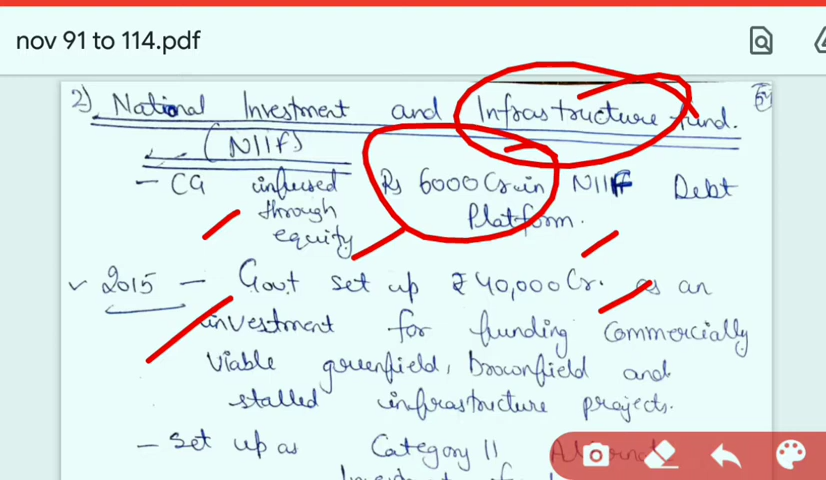 nov 91 to 114.pdf
2) National Investment and Infrastructure fund.
(NIIF)
- CG infused Rs 6000 Cr in NIIF Debt
through Platform.
equity
✓ 2015 - Govt set up ₹40,000 Cr. as an
investment for funding commercially
viable greenfield, brownfield and
stalled infrastructure projects.
- Set up as Category II